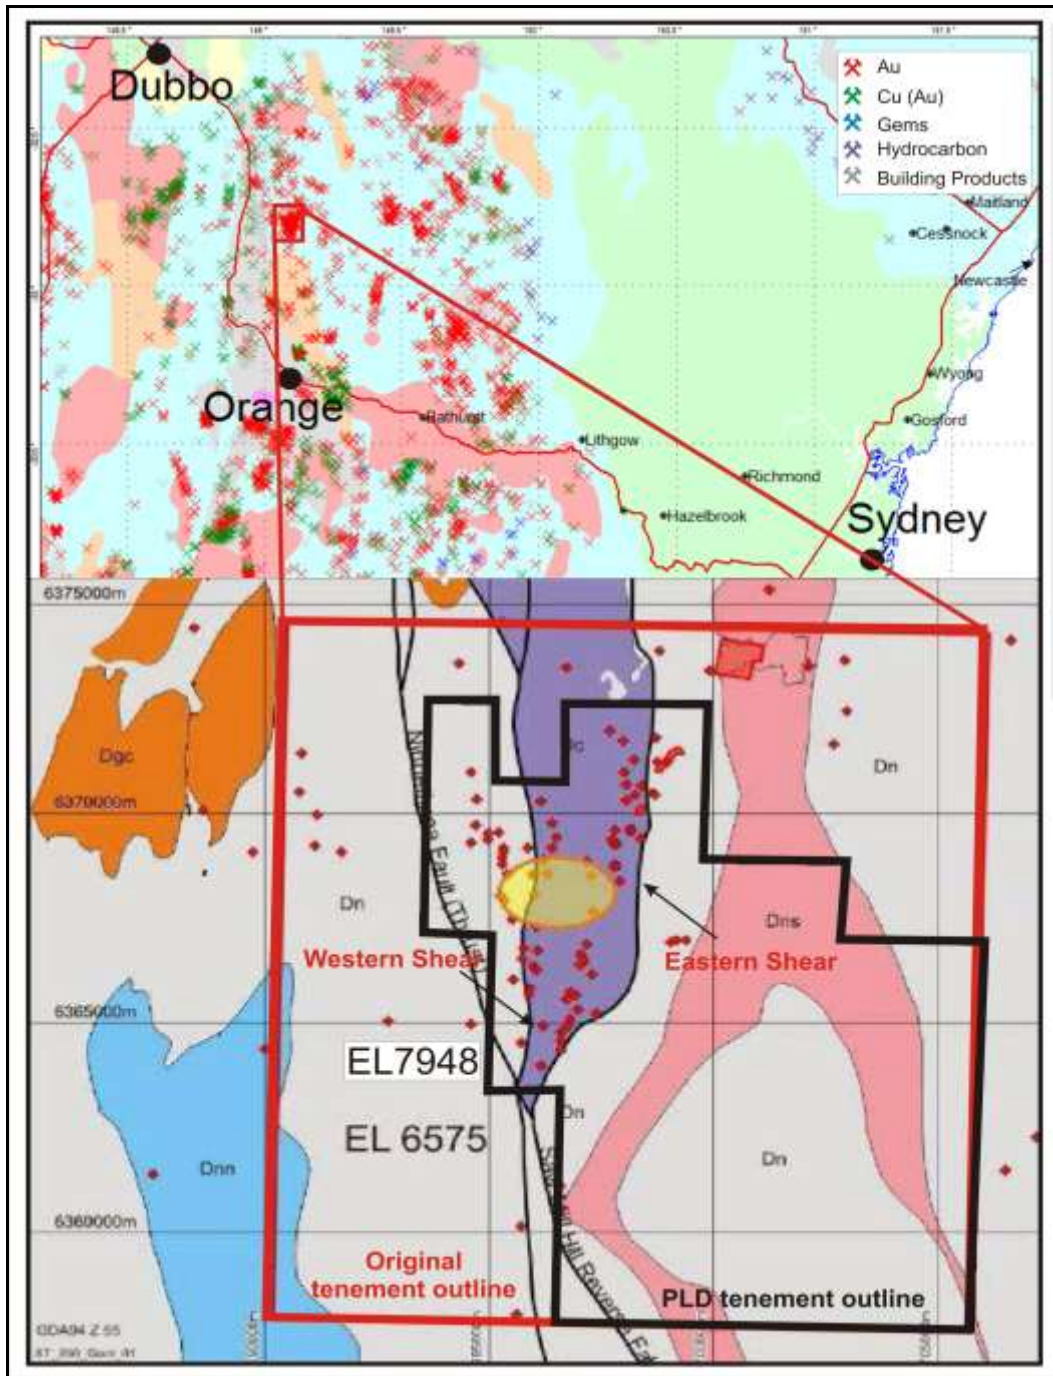 Dubbo
Au
Cu (Au)
Gems
Hydrocarbon
Building Products
Maitland
Cessnock
Newcastle
Wyong
Orange
Bathurst
Gosford
Lithgow
Richmond
Hazelbrook
Sydney
6375000m
Dgc
Dn
6370000m
Dn
Dns
Western Shear
Eastern Shear
6365000m
EL7948
Dn
EL 6575
Dnn
Dn
6360000m
Original
tenement outline
PLD tenement outline
GDA94 Z 55